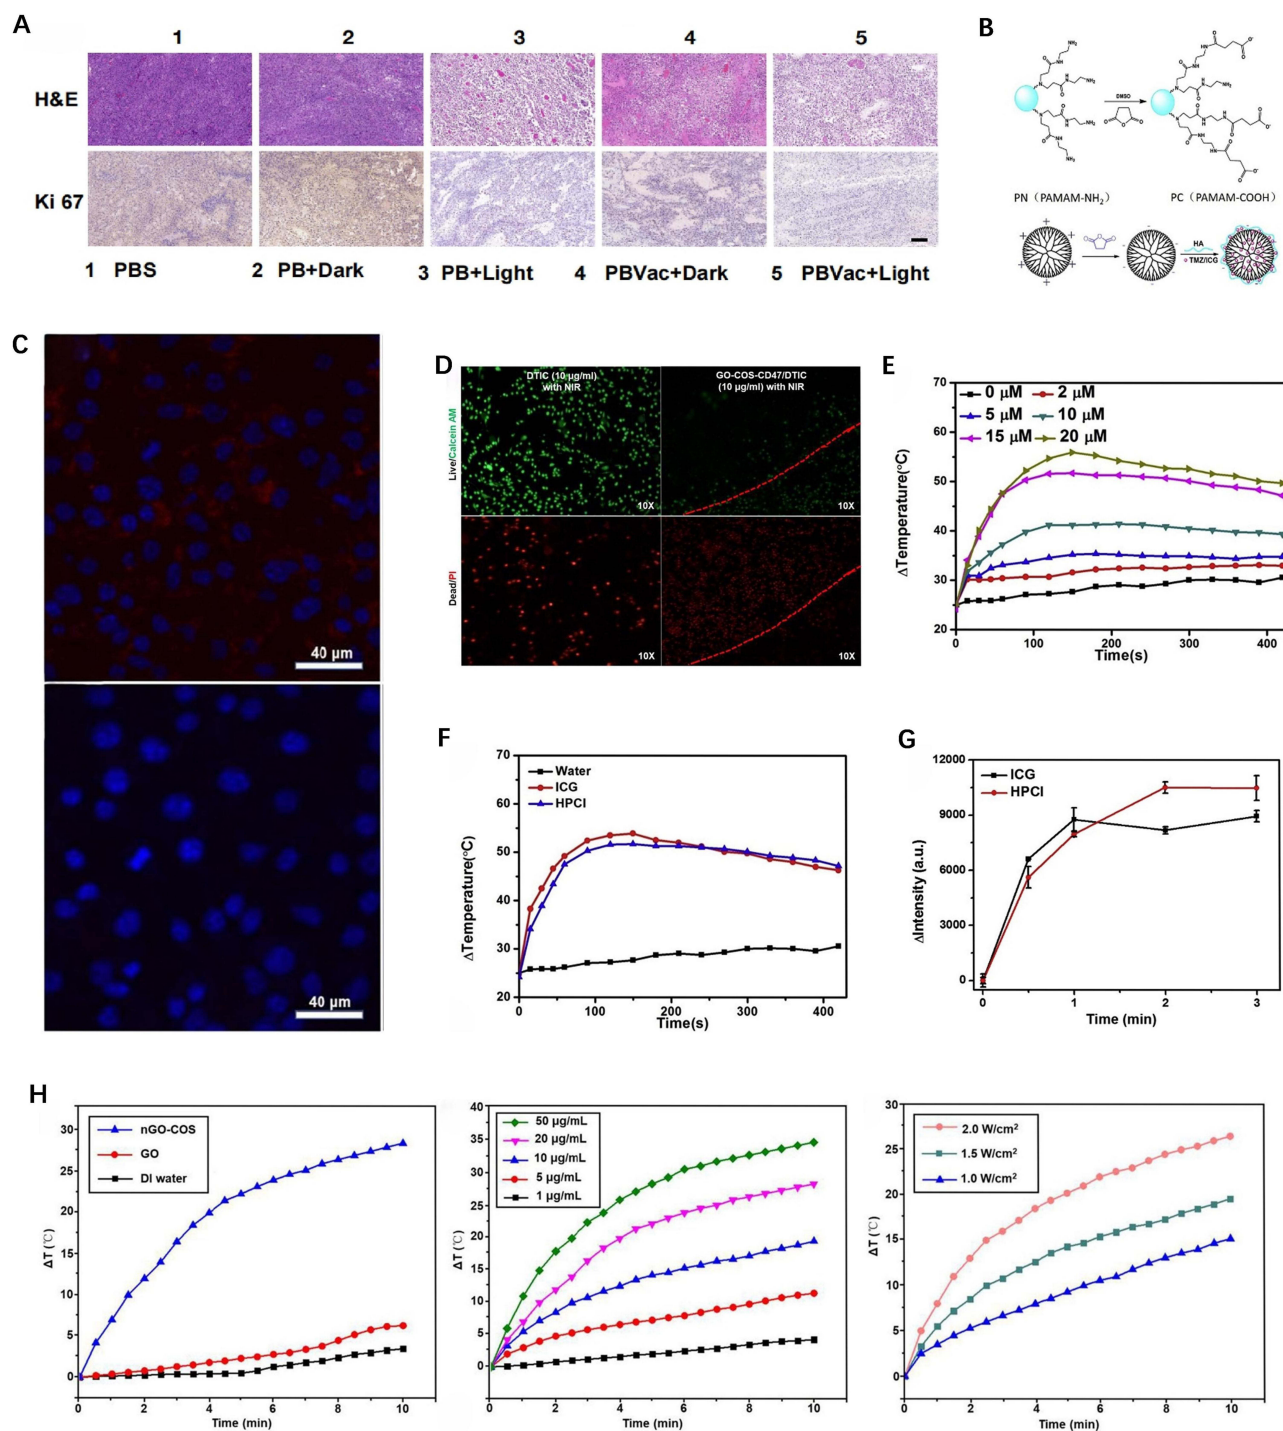 A
1 2 3 4 5
H&E
Ki 67
1 PBS 2 PB+Dark 3 PB+Light 4 PBVac+Dark 5 PBVac+Light
B
DMSO
PN（PAMAM-NH2） PC（PAMAM-COOH）
HA
TMZ/ICG
C
40 μm
40 μm
D
DTIC (10 μg/ml)
with NIR
GO-COS-CD47/DTIC
(10 μg/ml) with NIR
Live/Calcein AM
10X
10X
Dead/PI
10X
10X
E
0 μM 2 μM
5 μM 10 μM
15 μM 20 μM
ΔTemperature(°C)
70
60
50
40
30
20
0 100 200 300 400
Time(s)
F
Water
ICG
HPCI
ΔTemperature(°C)
70
60
50
40
30
20
0 100 200 300 400
Time(s)
G
ICG
HPCI
ΔIntensity (a.u.)
12000
9000
6000
3000
0
0 1 2 3
Time (min)
H
nGO-COS
GO
DI water
ΔT (℃)
30
25
20
15
10
5
0
0 2 4 6 8 10
Time (min)
50 μg/mL
20 μg/mL
10 μg/mL
5 μg/mL
1 μg/mL
ΔT (℃)
40
35
30
25
20
15
10
5
0
0 2 4 6 8 10
Time (min)
2.0 W/cm²
1.5 W/cm²
1.0 W/cm²
ΔT (℃)
30
25
20
15
10
5
0
0 2 4 6 8 10
Time (min)